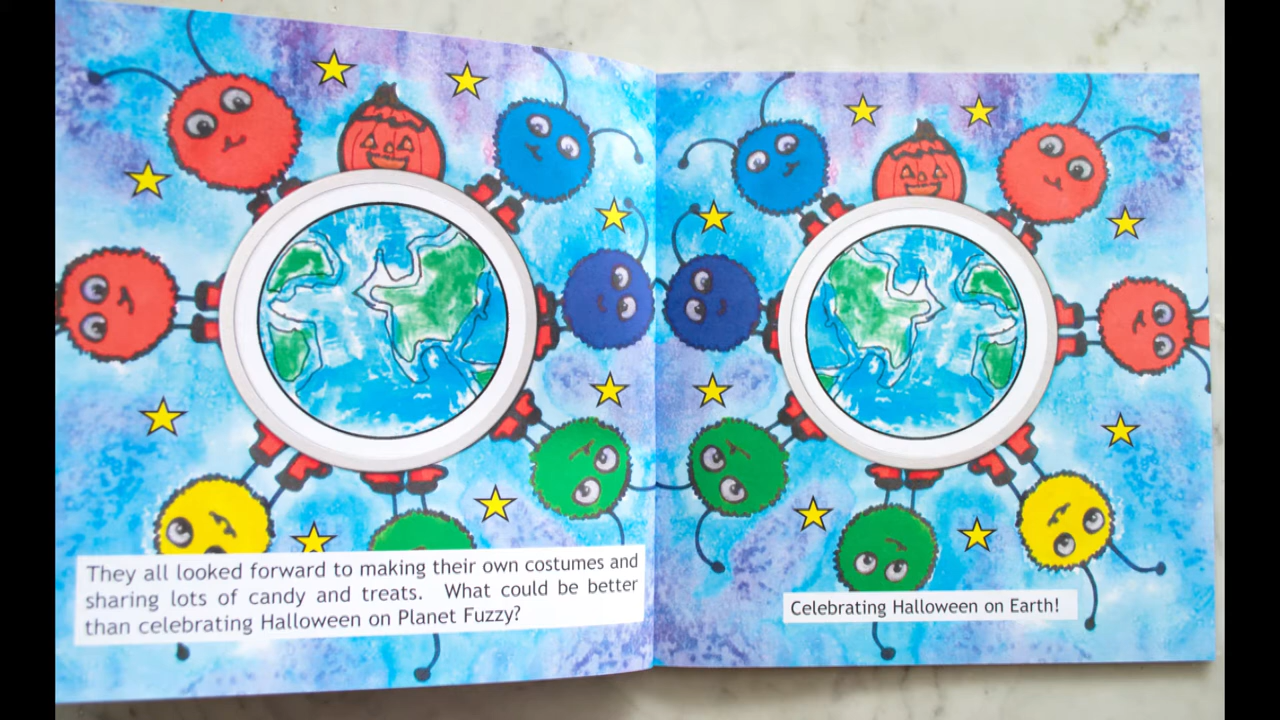 They all looked forward to making their own costumes and
sharing lots of candy and treats. What could be better
than celebrating Halloween on Planet Fuzzy?
Celebrating Halloween on Earth!